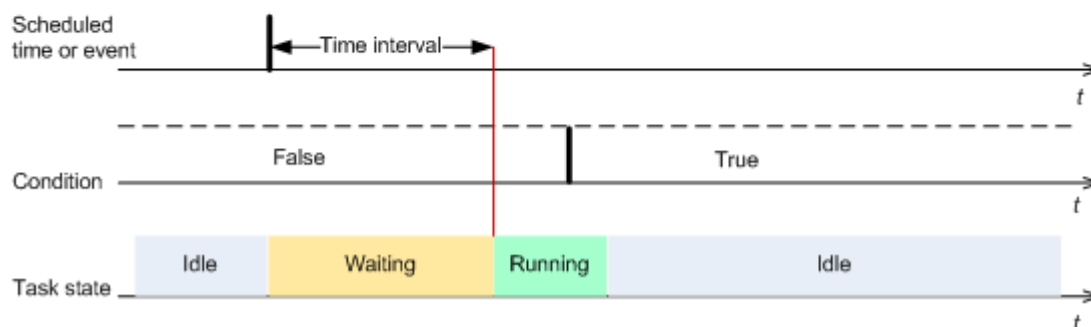 Scheduled
time or event
Time interval
t
False
True
Condition
t
Idle
Waiting
Running
Idle
Task state
t